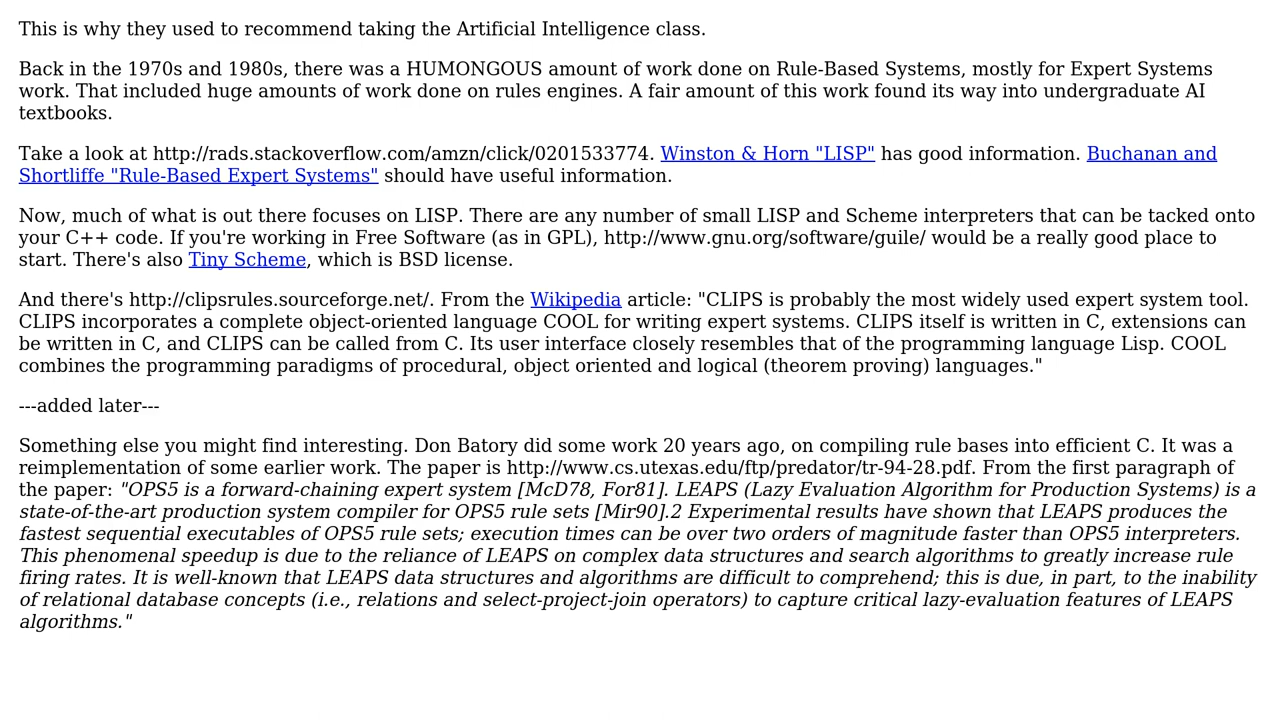 This is why they used to recommend taking the Artificial Intelligence class.
Back in the 1970s and 1980s, there was a HUMONGOUS amount of work done on Rule-Based Systems, mostly for Expert Systems
work. That included huge amounts of work done on rules engines. A fair amount of this work found its way into undergraduate AI
textbooks.
Take a look at http://rads.stackoverflow.com/amzn/click/0201533774. Winston & Horn "LISP" has good information. Buchanan and
Shortliffe "Rule-Based Expert Systems" should have useful information.
Now, much of what is out there focuses on LISP. There are any number of small LISP and Scheme interpreters that can be tacked onto
your C++ code. If you're working in Free Software (as in GPL), http://www.gnu.org/software/guile/ would be a really good place to
start. There's also Tiny Scheme, which is BSD license.
And there's http://clipsrules.sourceforge.net/. From the Wikipedia article: "CLIPS is probably the most widely used expert system tool.
CLIPS incorporates a complete object-oriented language COOL for writing expert systems. CLIPS itself is written in C, extensions can
be written in C, and CLIPS can be called from C. Its user interface closely resembles that of the programming language Lisp. COOL
combines the programming paradigms of procedural, object oriented and logical (theorem proving) languages."
---added later---
Something else you might find interesting. Don Batory did some work 20 years ago, on compiling rule bases into efficient C. It was a
reimplementation of some earlier work. The paper is http://www.cs.utexas.edu/ftp/predator/tr-94-28.pdf. From the first paragraph of
the paper: "OPS5 is a forward-chaining expert system [McD78, For81]. LEAPS (Lazy Evaluation Algorithm for Production Systems) is a
state-of-the-art production system compiler for OPS5 rule sets [Mir90].2 Experimental results have shown that LEAPS produces the
fastest sequential executables of OPS5 rule sets; execution times can be over two orders of magnitude faster than OPS5 interpreters.
This phenomenal speedup is due to the reliance of LEAPS on complex data structures and search algorithms to greatly increase rule
firing rates. It is well-known that LEAPS data structures and algorithms are difficult to comprehend; this is due, in part, to the inability
of relational database concepts (i.e., relations and select-project-join operators) to capture critical lazy-evaluation features of LEAPS
algorithms."